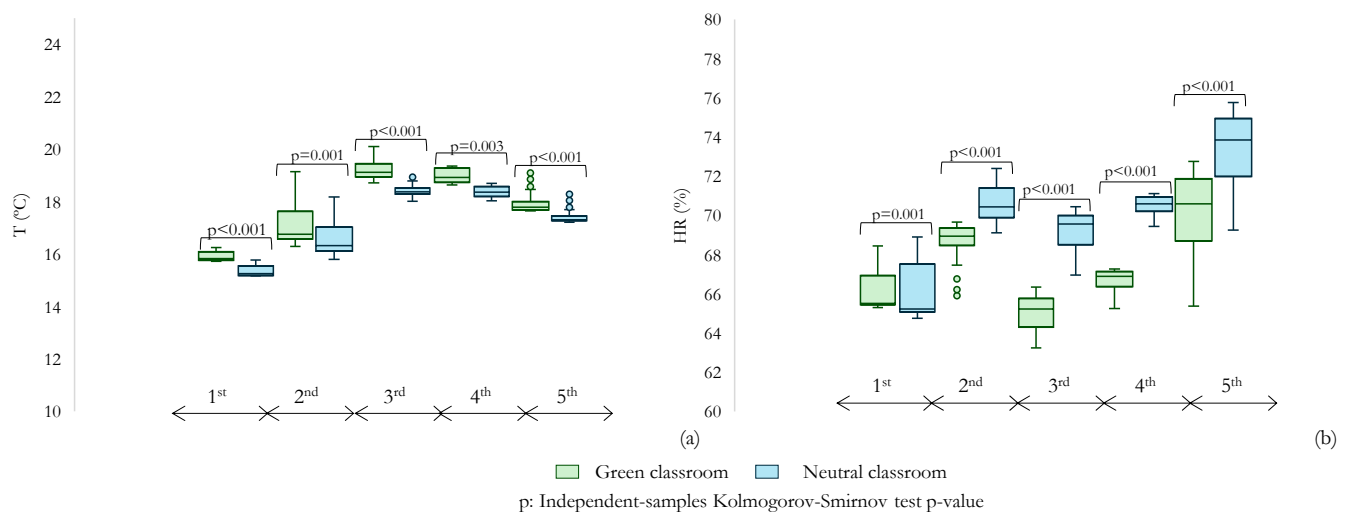 24
22
20
18
16
14
12
10
T (ºC)
p<0.001
p=0.001
p<0.001
p=0.003
p<0.001
1st
2nd
3rd
4th
5th
(a)
80
78
76
74
72
70
68
66
64
62
60
HR (%)
p=0.001
p<0.001
p<0.001
p<0.001
p<0.001
1st
2nd
3rd
4th
5th
(b)
Green classroom
Neutral classroom
p: Independent-samples Kolmogorov-Smirnov test p-value